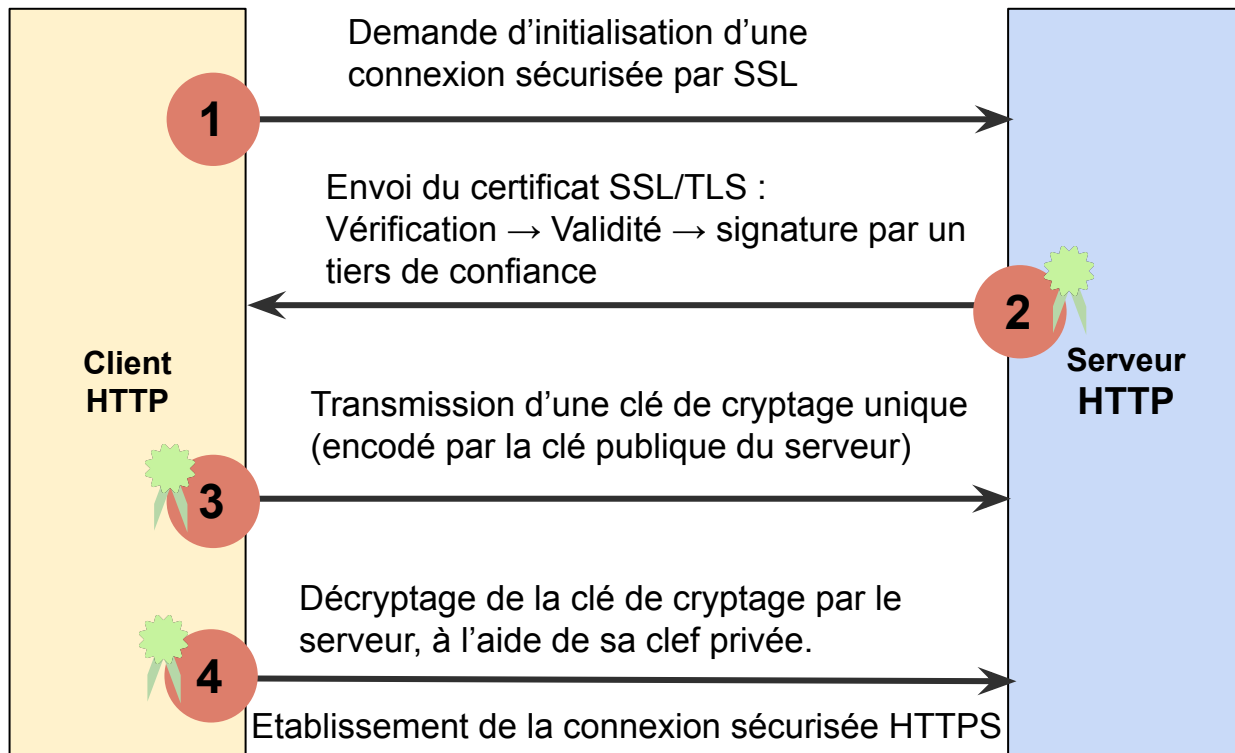 Demande d’initialisation d’une
connexion sécurisée par SSL
1
Envoi du certificat SSL/TLS :
Vérification → Validité → signature par un
tiers de confiance
2
Client
HTTP
Serveur
HTTP
Transmission d’une clé de cryptage unique
(encodé par la clé publique du serveur)
3
Décryptage de la clé de cryptage par le
serveur, à l’aide de sa clef privée.
4
Etablissement de la connexion sécurisée HTTPS